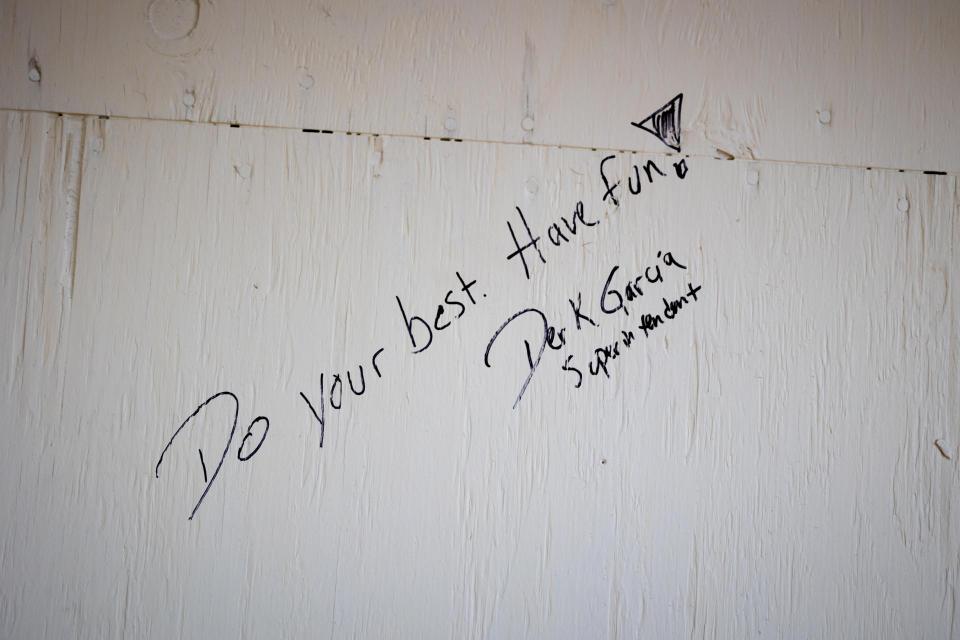 Do your best. Have fun!
Derk Garcia
Superintendent